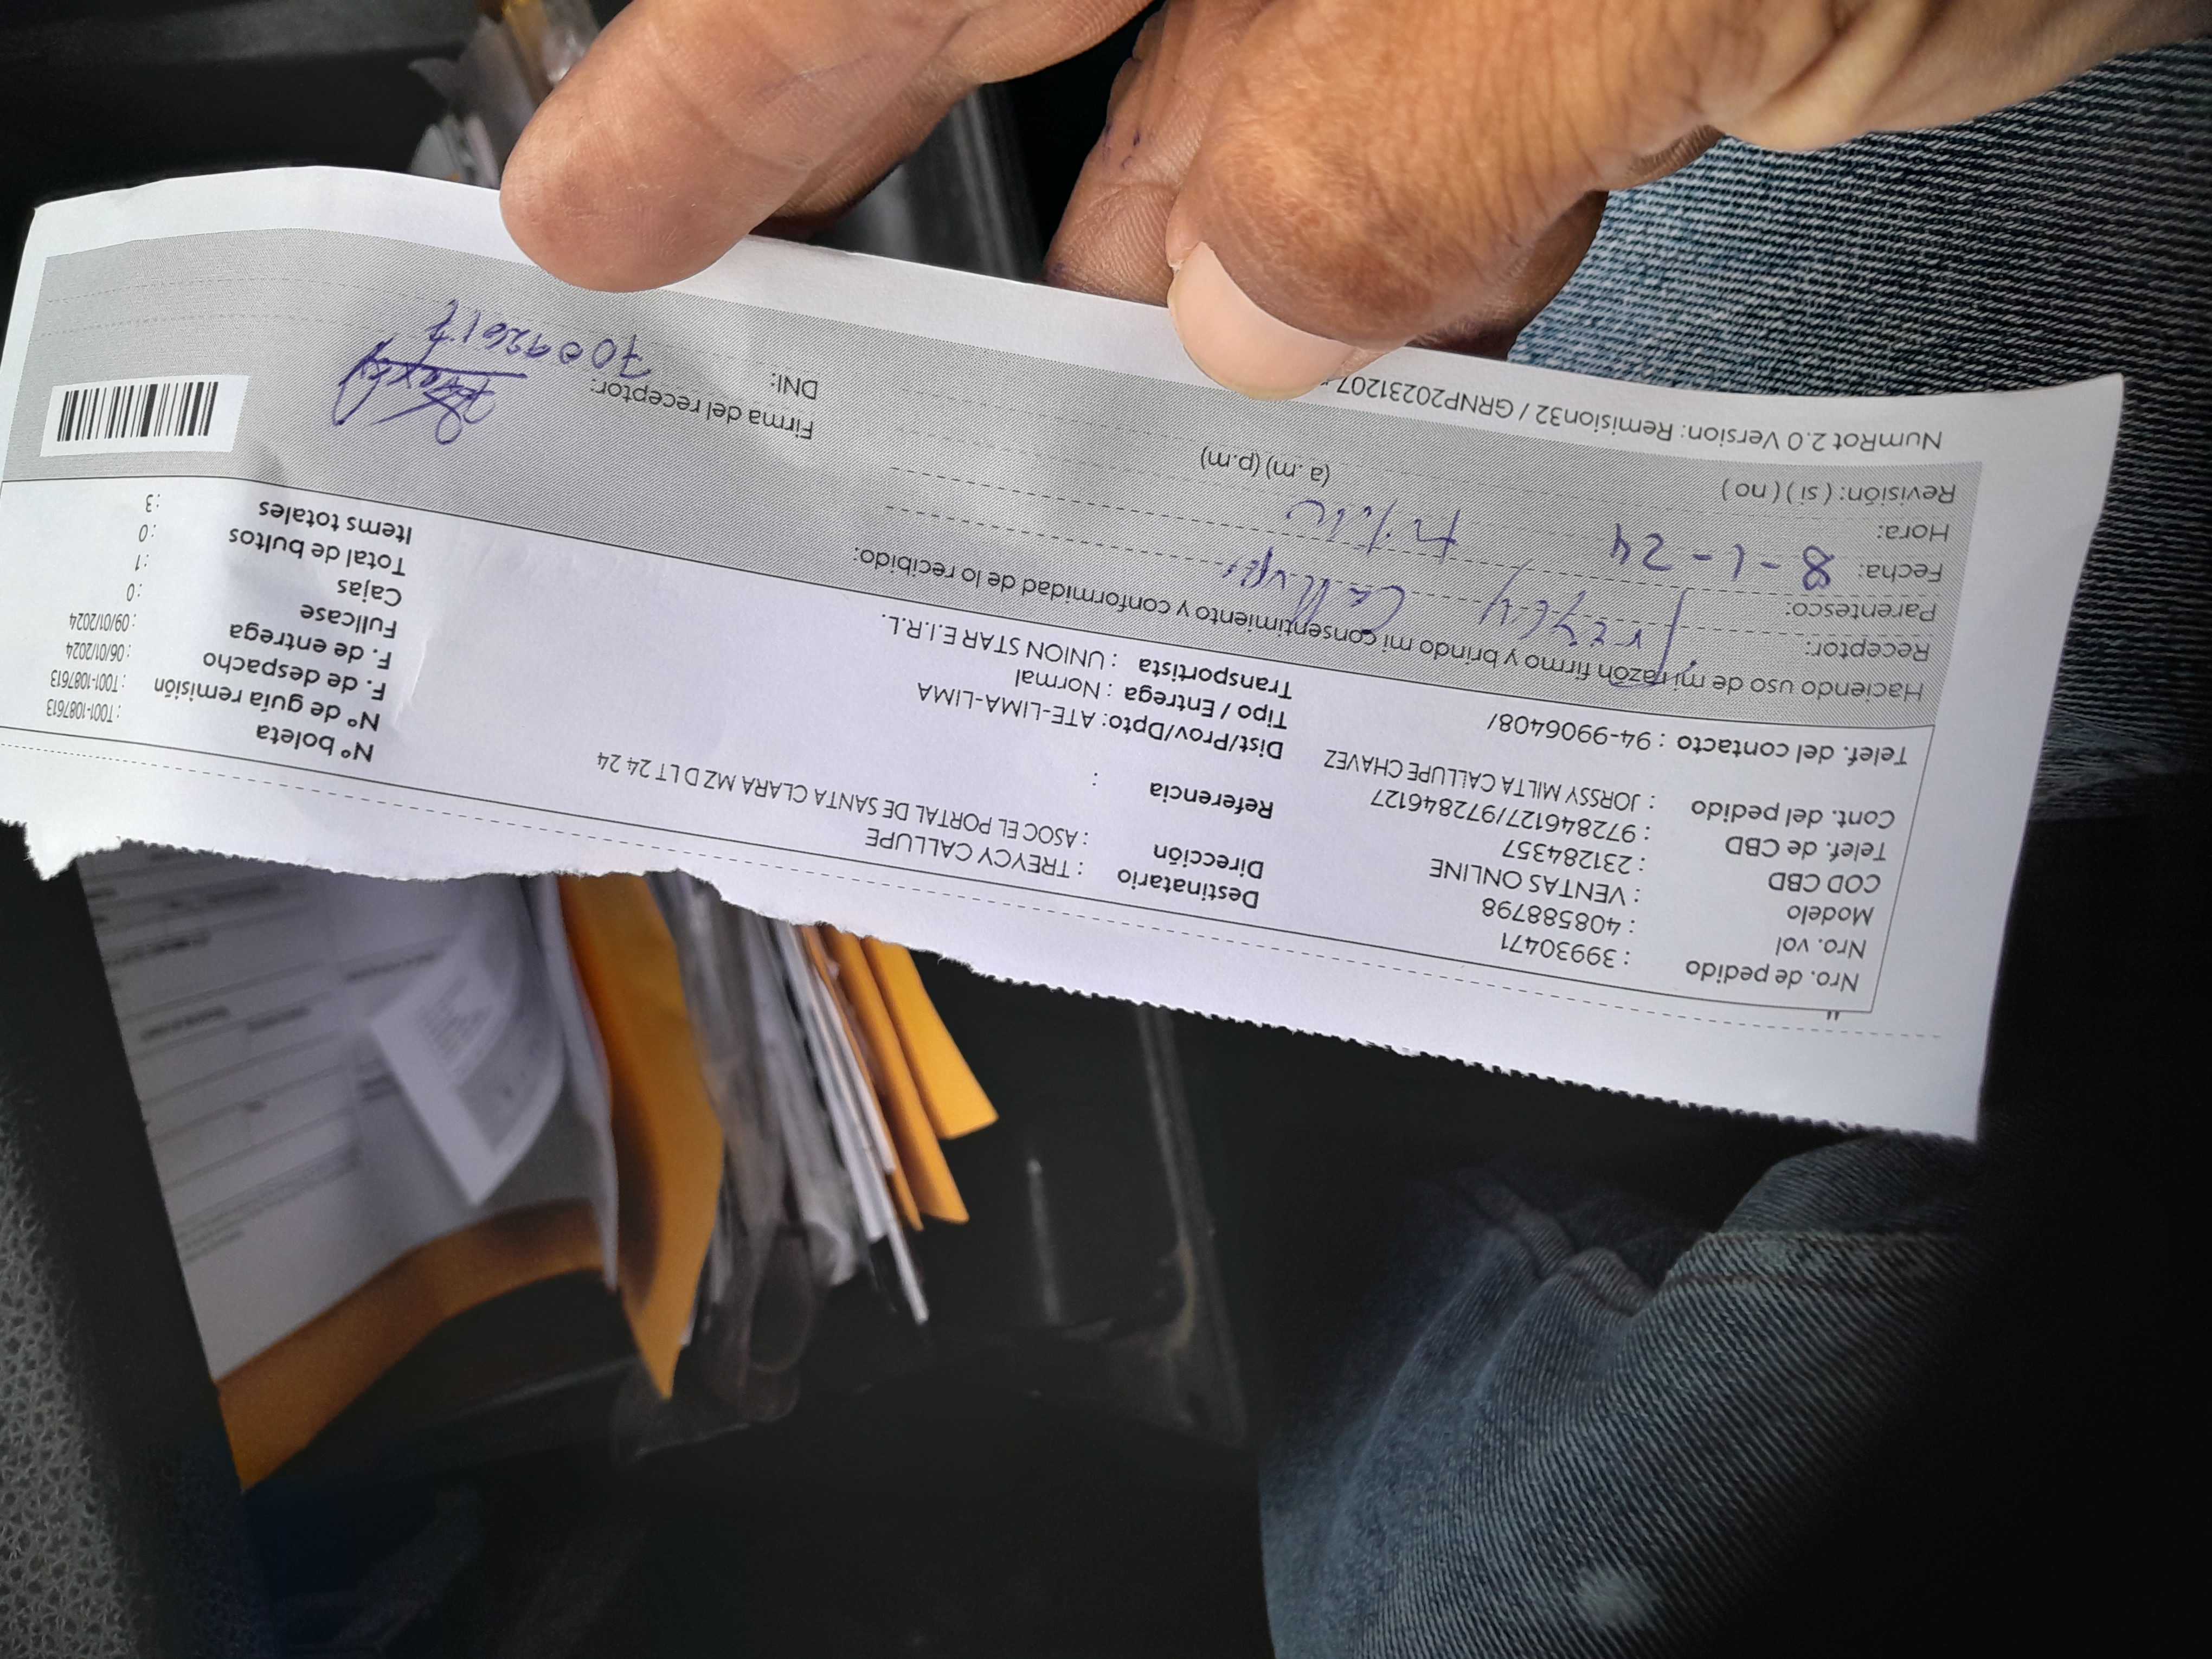 Nro. de pedido : 39930471
Nro. vol : 408588798
Modelo : VENTAS ONLINE
COD CBD : 231284357
Telef. de CBD : 972846127/972846127
Cont. del pedido : JORSSY MILTA CALLUPE CHAVEZ
Telef. del contacto : 94-9906408/
Destinatario : TREYCY CALLUPE
Dirección : ASOC EL PORTAL DE SANTA CLARA MZ D LT 24 24
Referencia :
Dist/Prov/Dpto: ATE-LIMA-LIMA
Tipo / Entrega : Normal
Transportista : UNION STAR E.I.R.L.
N° boleta : T001-1087613
N° de guía remisión : T001-1087613
F. de despacho : 06/01/2024
F. de entrega : 09/01/2024
Fullcase : 0
Cajas : 1
Total de bultos : 0
Items totales : 3
Haciendo uso de mi razón firmo y brindo mi consentimiento y conformidad de lo recibido:
Receptor: Treycy Callupe
Parentesco:
Fecha: 8-1-24
Hora: (a.m) (p.m)
Revisión: ( si ) ( no )
Firma del receptor:
DNI:
NumRot 2.0 Version: Remision32 / GRNP20231207